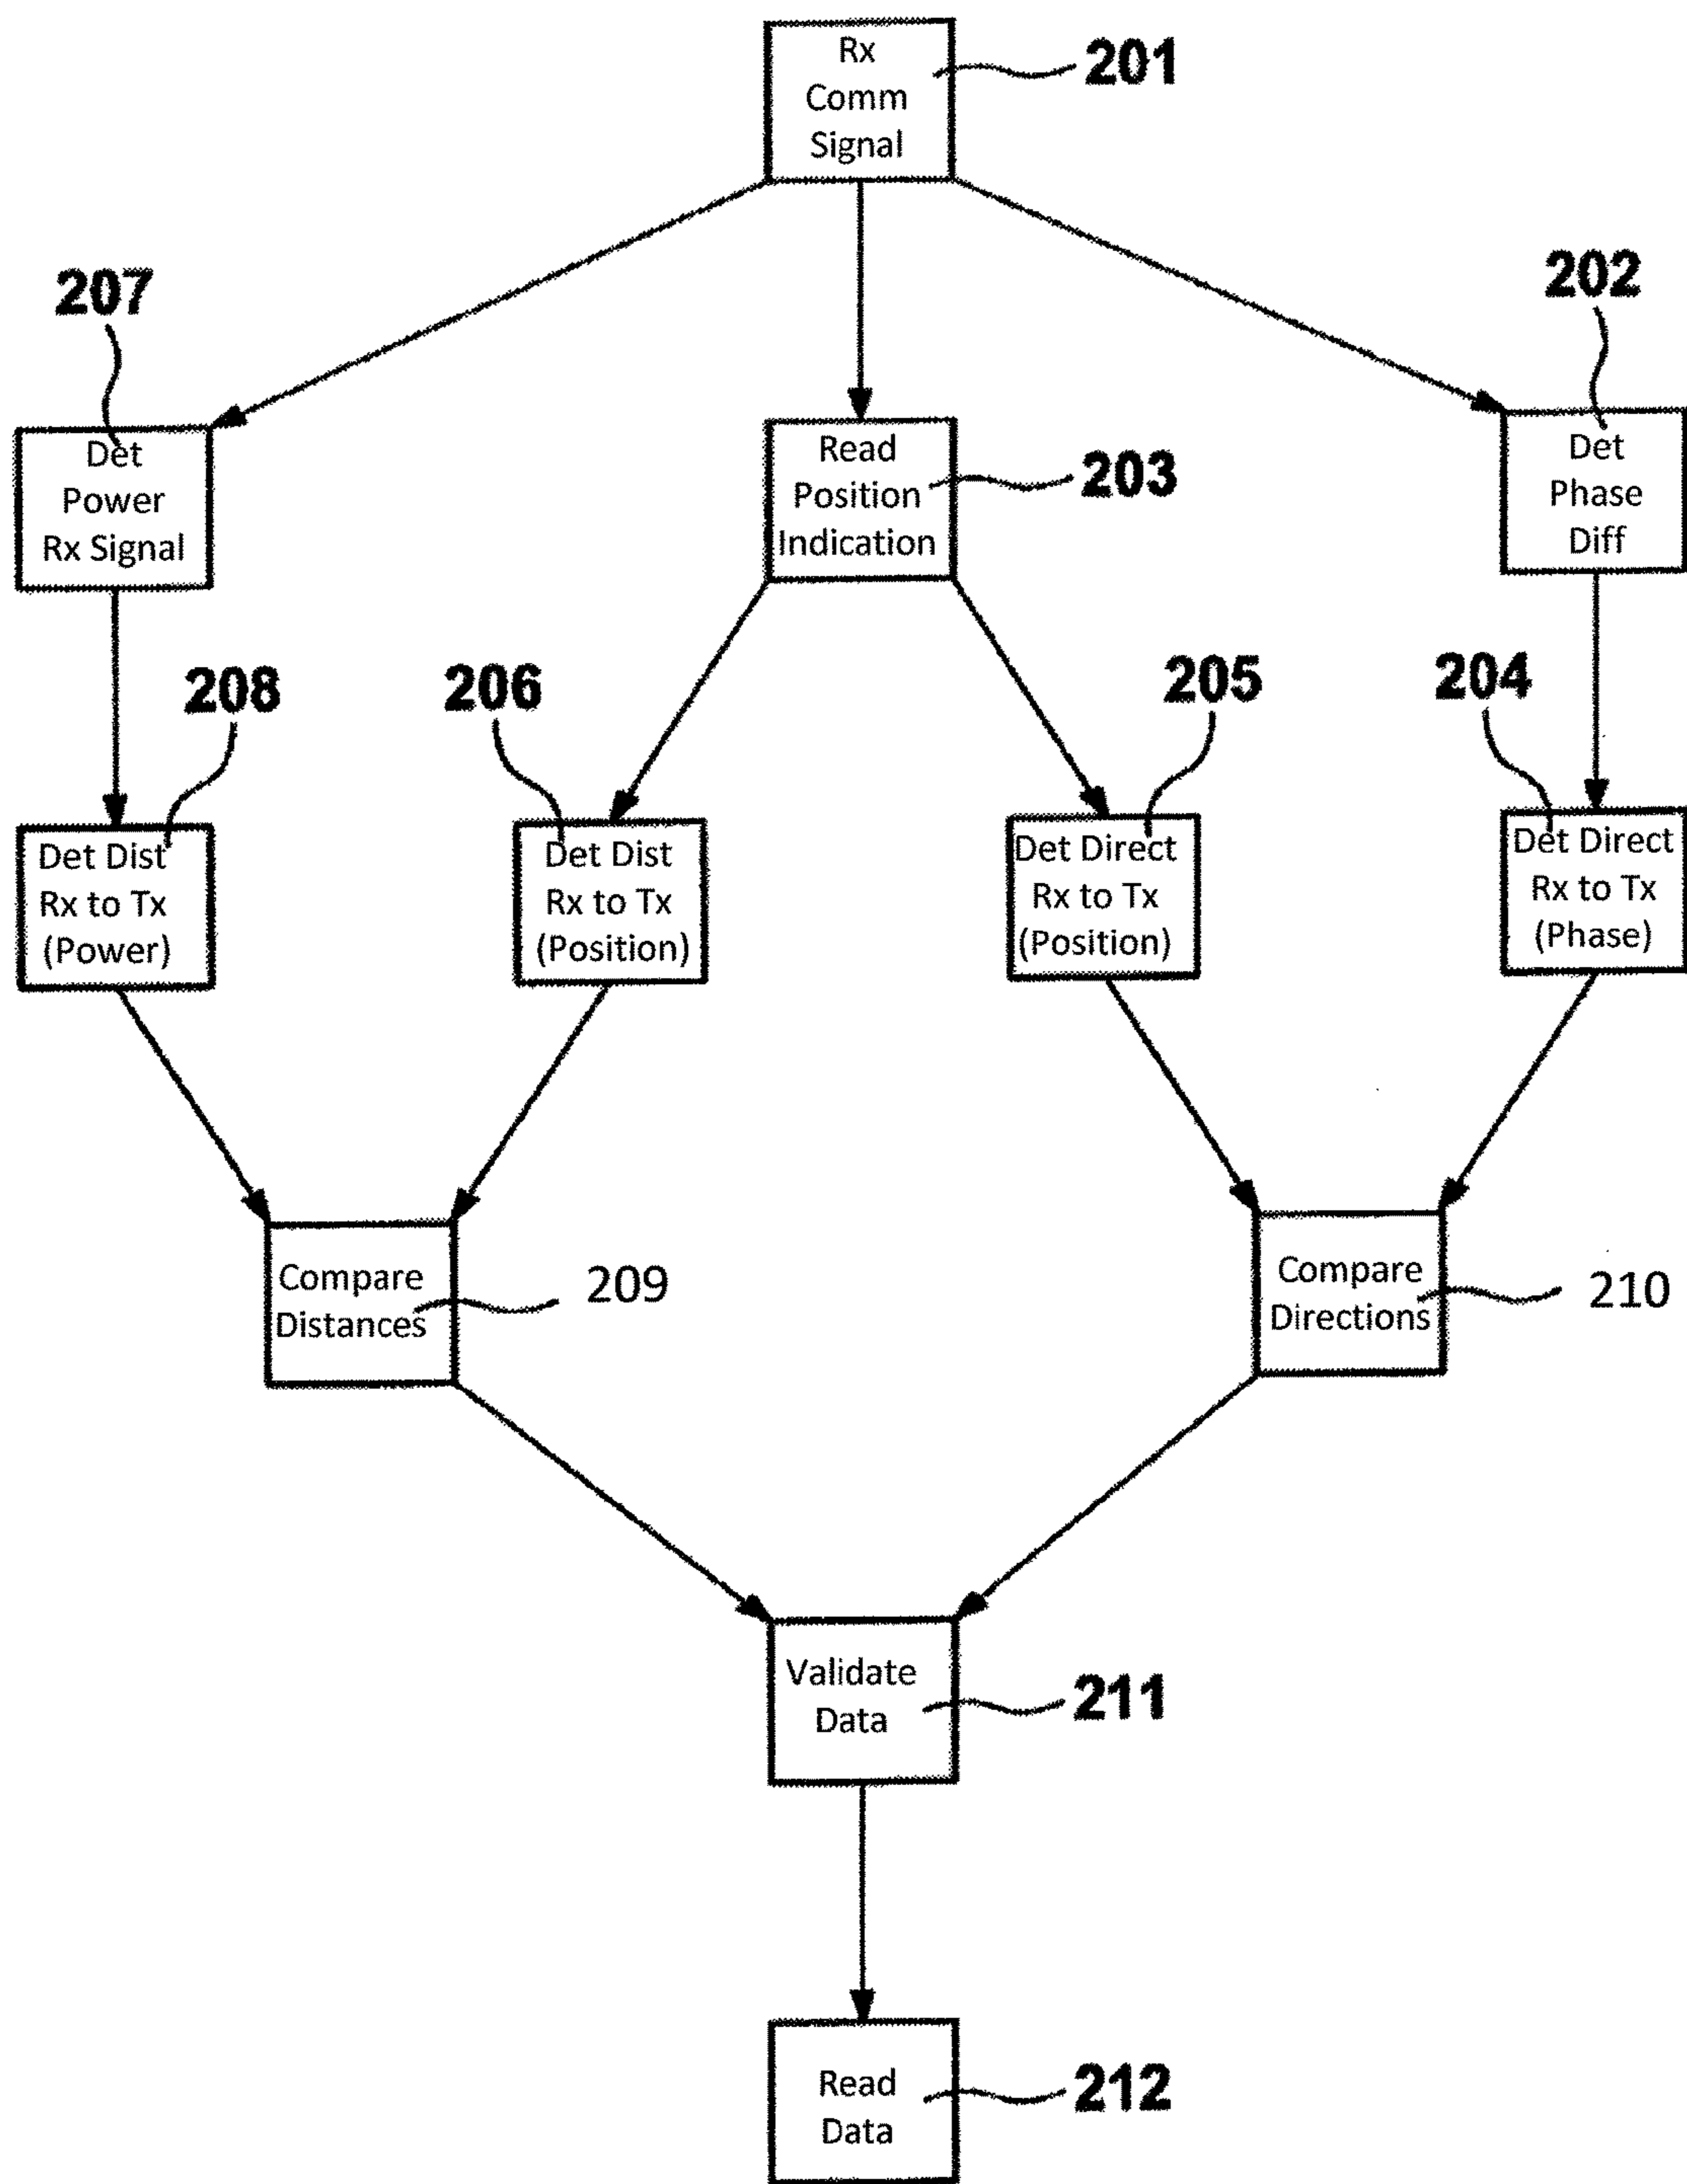 Rx
Comm
Signal
201
207
202
Det
Power
Rx Signal
Read
Position
Indication
203
Det
Phase
Diff
208
206
205
204
Det Dist
Rx to Tx
(Power)
Det Dist
Rx to Tx
(Position)
Det Direct
Rx to Tx
(Position)
Det Direct
Rx to Tx
(Phase)
Compare
Distances
209
Compare
Directions
210
Validate
Data
211
Read
Data
212